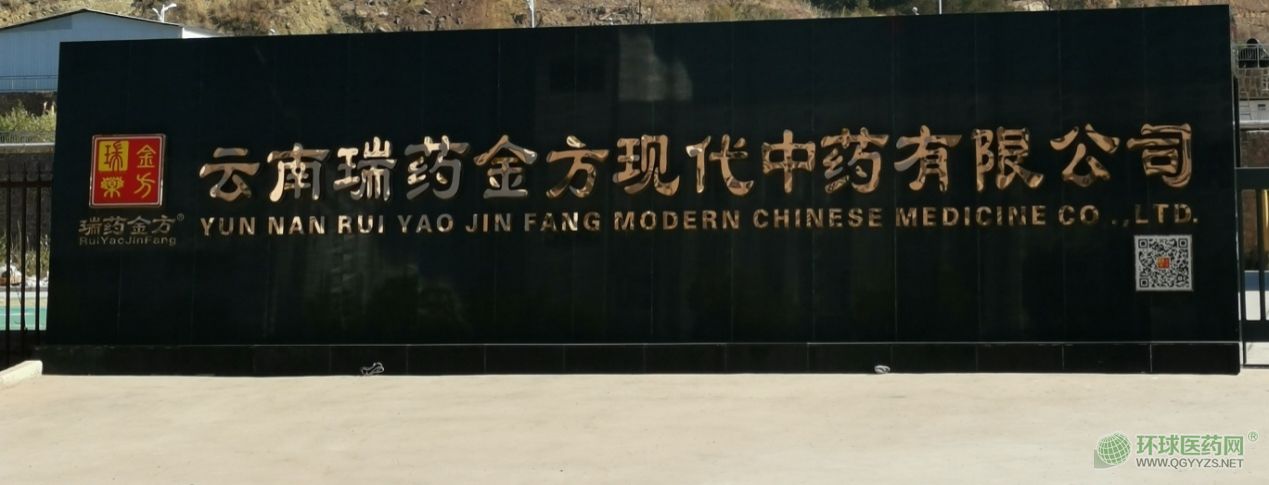 瑞药
金方
瑞药金方®
RuiYaoJinFang
云南瑞药金方现代中药有限公司
YUN NAN RUI YAO JIN FANG MODERN CHINESE MEDICINE CO .,LTD.
环球医药网®
WWW.QGYYZS.NET